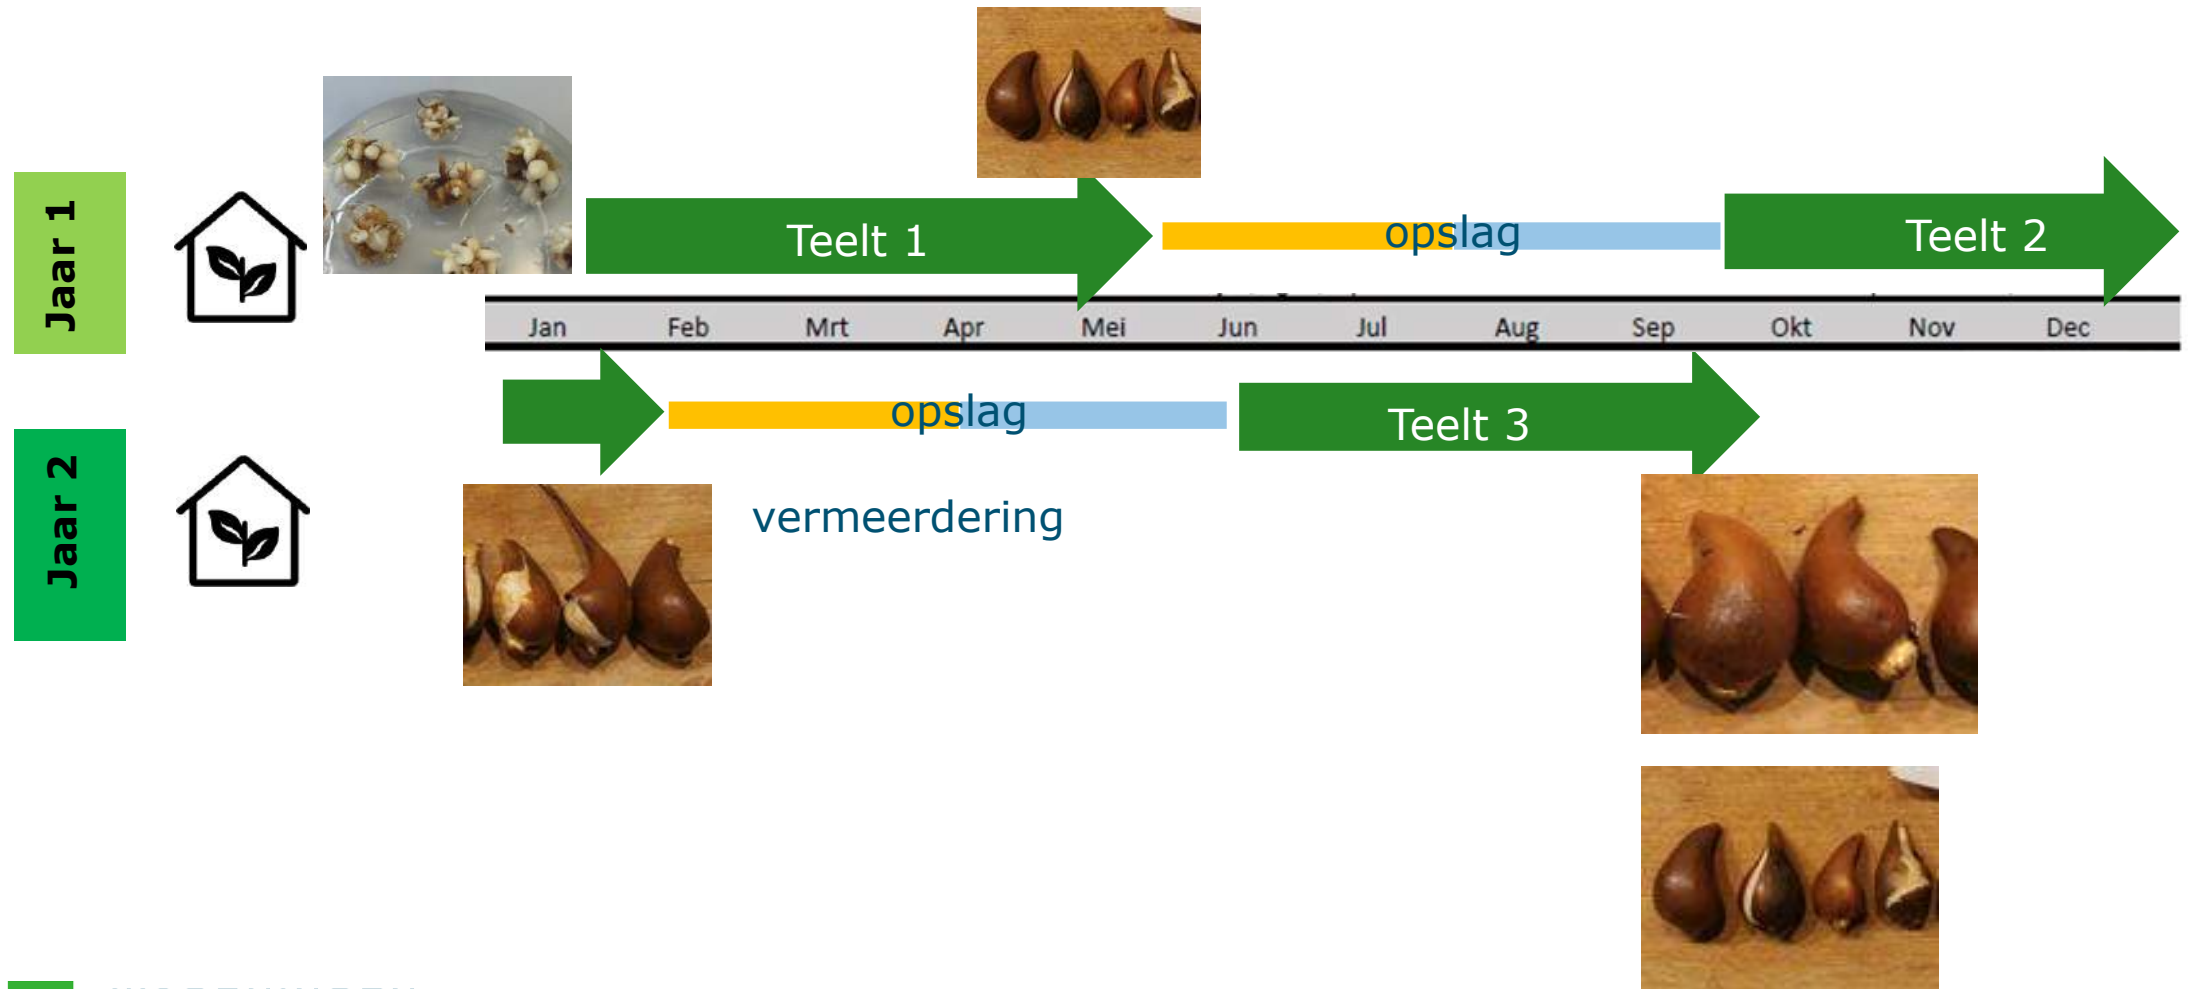 Jaar 1
Teelt 1
opslag
Teelt 2
Jan Feb Mrt Apr Mei Jun Jul Aug Sep Okt Nov Dec
Jaar 2
opslag
Teelt 3
vermeerdering